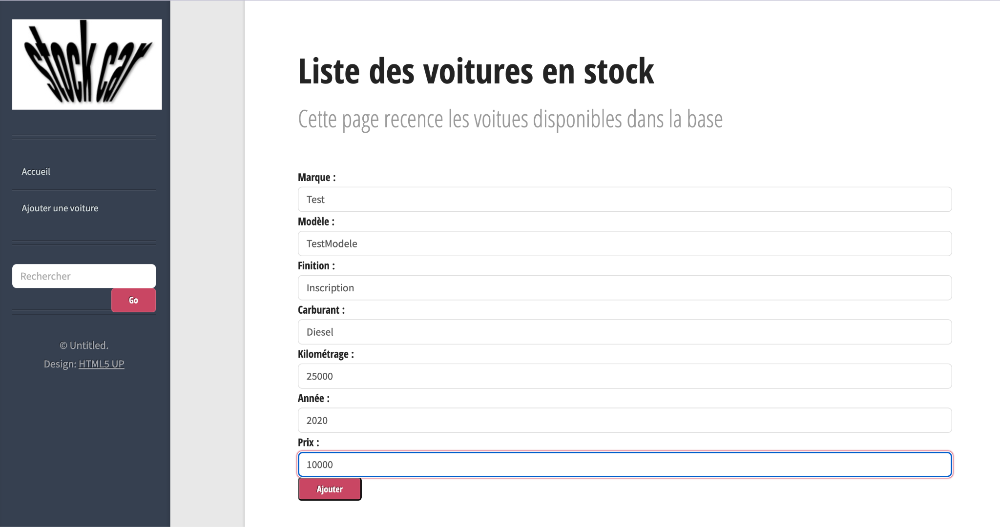 stock car
Accueil
Ajouter une voiture
Rechercher
Go
© Untitled.
Design: HTML5 UP
Liste des voitures en stock
Cette page recence les voitues disponibles dans la base
Marque :
Test
Modèle :
TestModele
Finition :
Inscription
Carburant :
Diesel
Kilométrage :
25000
Année :
2020
Prix :
10000
Ajouter